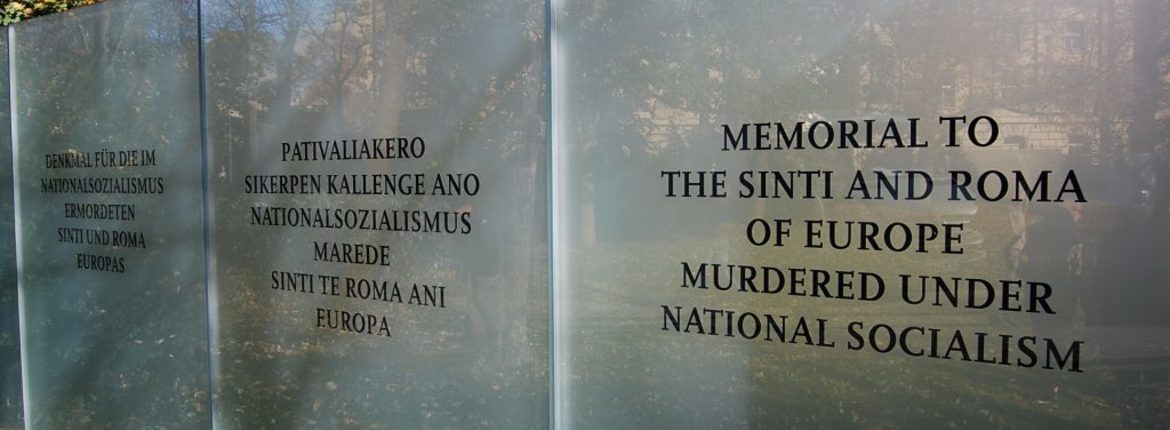 DENKMAL FÜR DIE IM
NATIONALSOZIALISMUS
ERMORDETEN
SINTI UND ROMA
EUROPAS
PATIVALIAKERO
SIKERPEN KALLENGE ANO
NATIONALSOZIALISMUS
MAREDE
SINTI TE ROMA ANI
EUROPA
MEMORIAL TO
THE SINTI AND ROMA
OF EUROPE
MURDERED UNDER
NATIONAL SOCIALISM